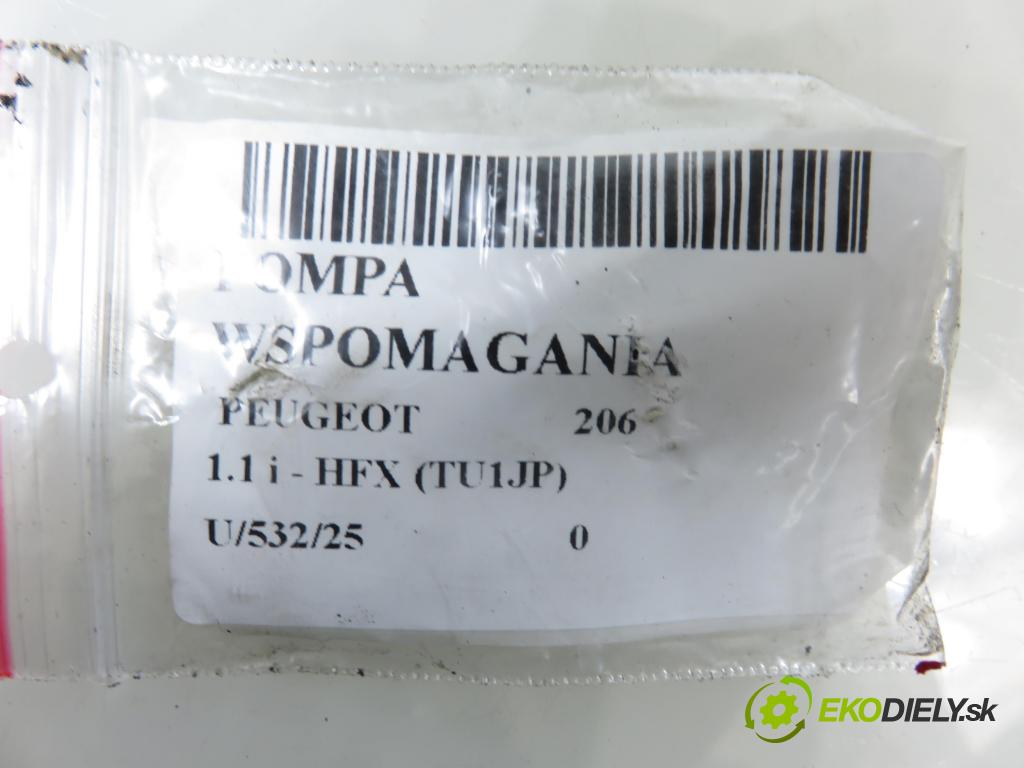 POMPA
WSPOMAGANIA
PEUGEOT 206
1.1 i - HFX (TU1JP)
U/532/25 0
EKODIELY.sk